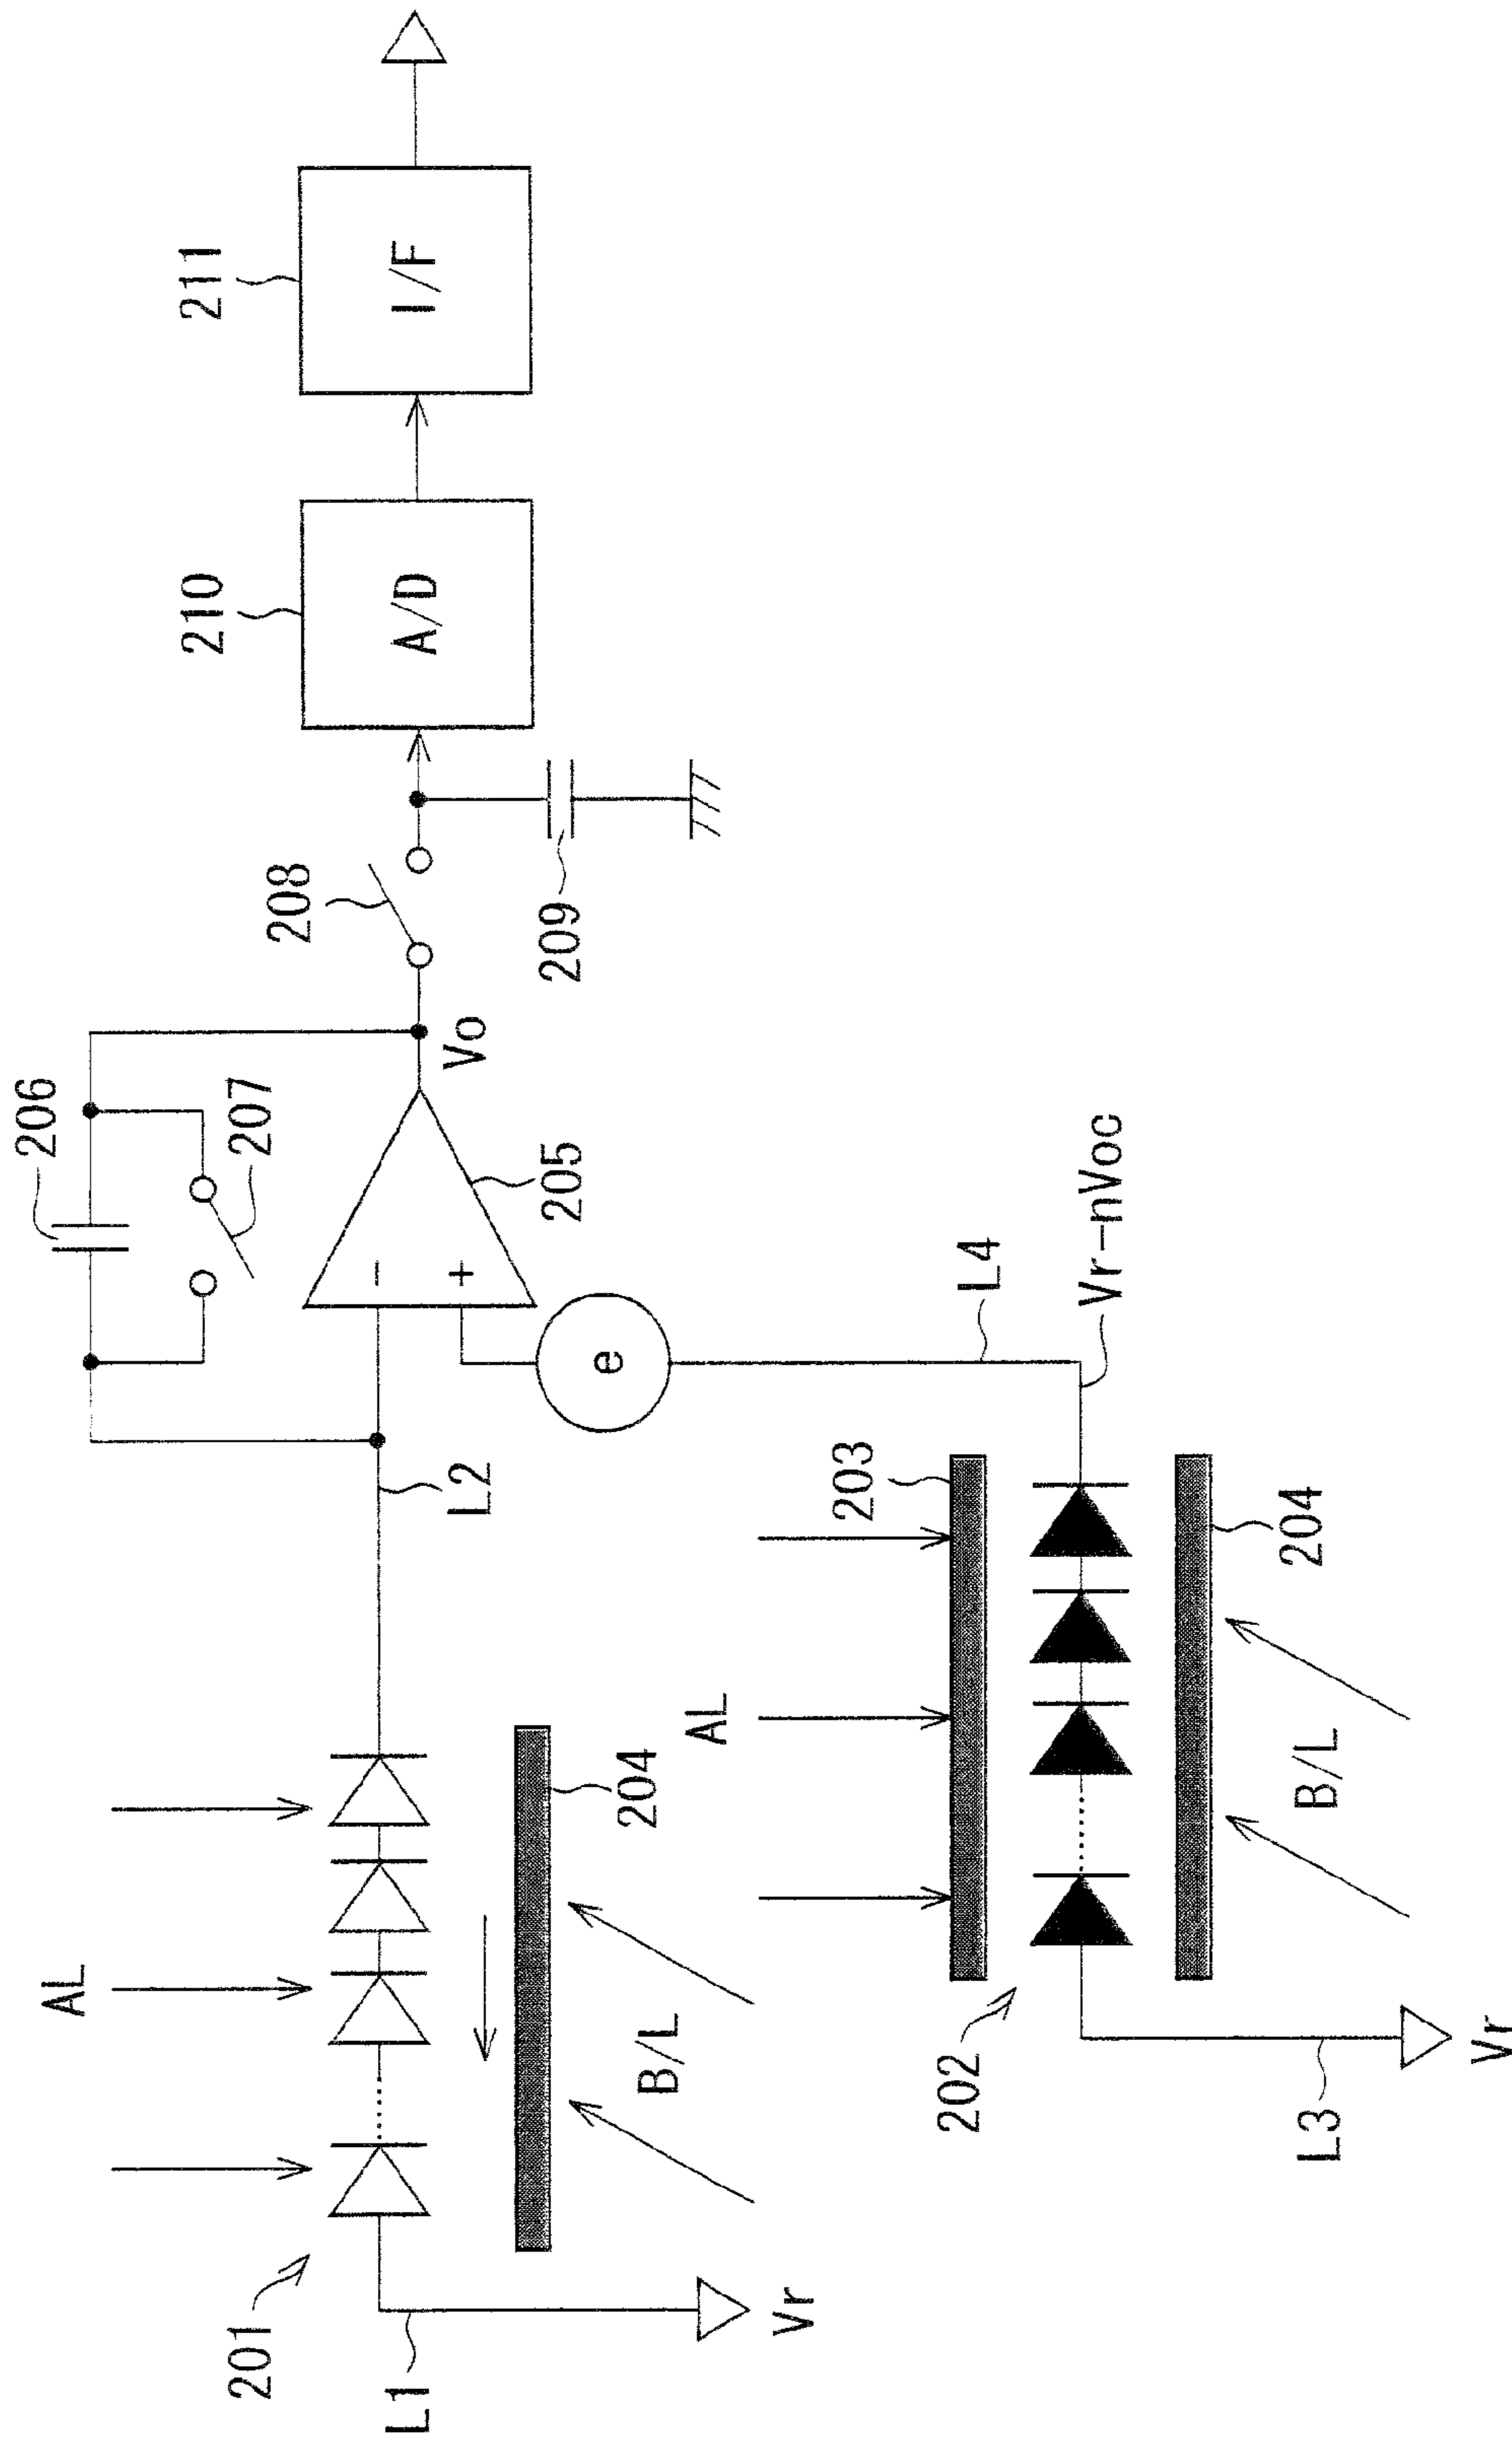 206
207
208
210
211
A/D
I/F
AL
201
L1
Vr
B/L
204
L2
−
+
205
Vo
209
e
L4
Vr−nVoc
AL
203
202
L3
Vr
B/L
204